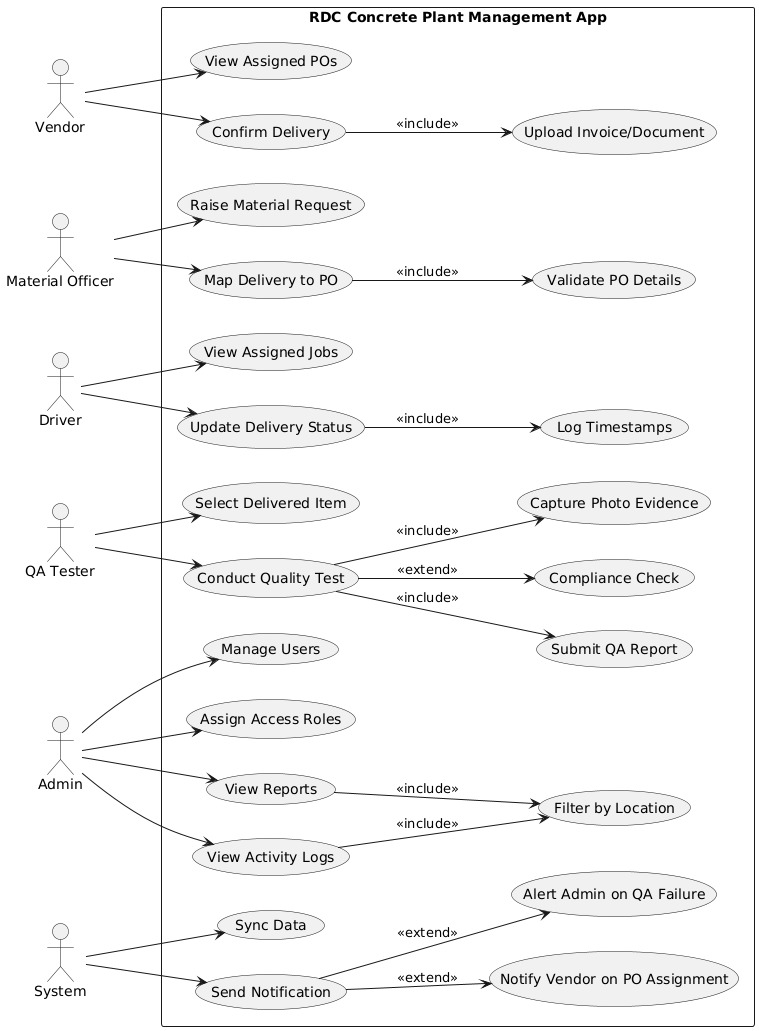 RDC Concrete Plant Management App
View Assigned POs
Vendor
Confirm Delivery
«include»
Upload Invoice/Document
Raise Material Request
Material Officer
Map Delivery to PO
«include»
Validate PO Details
View Assigned Jobs
Driver
Update Delivery Status
«include»
Log Timestamps
Select Delivered Item
QA Tester
Conduct Quality Test
«include»
Capture Photo Evidence
«extend»
Compliance Check
«include»
Submit QA Report
Manage Users
Assign Access Roles
Admin
View Reports
«include»
Filter by Location
View Activity Logs
«include»
Sync Data
System
Send Notification
«extend»
Alert Admin on QA Failure
«extend»
Notify Vendor on PO Assignment